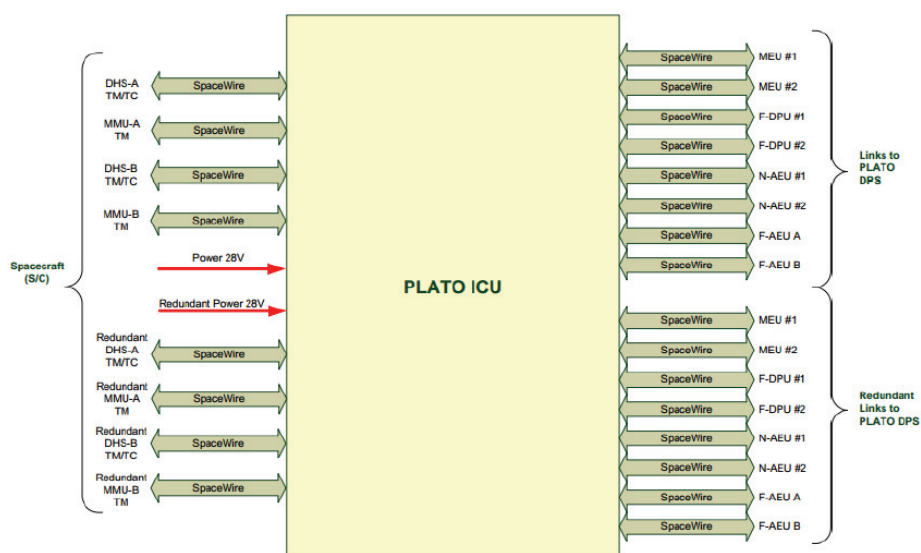 Spacecraft
(S/C)
DHS-A
TM/TC
SpaceWire
MMU-A
TM
SpaceWire
DHS-B
TM/TC
SpaceWire
MMU-B
TM
SpaceWire
Power 28V
Redundant Power 28V
Redundant
DHS-A
TM/TC
SpaceWire
Redundant
MMU-A
TM
SpaceWire
Redundant
DHS-B
TM/TC
SpaceWire
Redundant
MMU-B
TM
SpaceWire
PLATO ICU
SpaceWire MEU #1
SpaceWire MEU #2
SpaceWire F-DPU #1
SpaceWire F-DPU #2
SpaceWire N-AEU #1
SpaceWire N-AEU #2
SpaceWire F-AEU A
SpaceWire F-AEU B
Links to
PLATO
DPS
SpaceWire MEU #1
SpaceWire MEU #2
SpaceWire F-DPU #1
SpaceWire F-DPU #2
SpaceWire N-AEU #1
SpaceWire N-AEU #2
SpaceWire F-AEU A
SpaceWire F-AEU B
Redundant
Links to
PLATO DPS